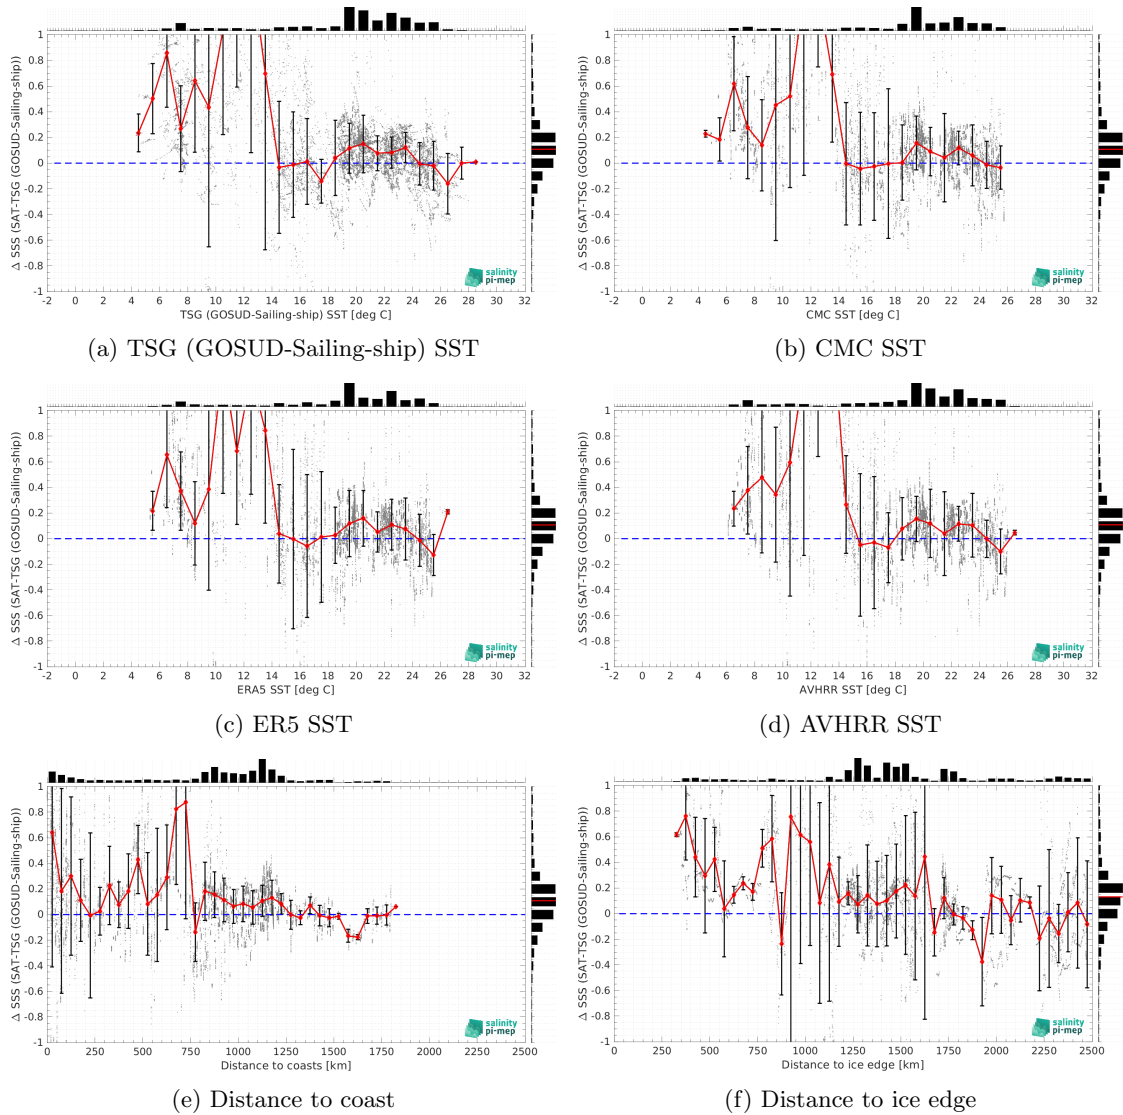 1
0.8
0.6
0.4
0.2
0
-0.2
-0.4
-0.6
-0.8
-1
Δ SSS (SAT-TSG (GOSUD-Sailing-ship))
salinity
pi-mep
-2 0 2 4 6 8 10 12 14 16 18 20 22 24 26 28 30 32
TSG (GOSUD-Sailing-ship) SST [deg C]
(a) TSG (GOSUD-Sailing-ship) SST
1
0.8
0.6
0.4
0.2
0
-0.2
-0.4
-0.6
-0.8
-1
Δ SSS (SAT-TSG (GOSUD-Sailing-ship))
salinity
pi-mep
-2 0 2 4 6 8 10 12 14 16 18 20 22 24 26 28 30 32
CMC SST [deg C]
(b) CMC SST
1
0.8
0.6
0.4
0.2
0
-0.2
-0.4
-0.6
-0.8
-1
Δ SSS (SAT-TSG (GOSUD-Sailing-ship))
salinity
pi-mep
-2 0 2 4 6 8 10 12 14 16 18 20 22 24 26 28 30 32
ERA5 SST [deg C]
(c) ER5 SST
1
0.8
0.6
0.4
0.2
0
-0.2
-0.4
-0.6
-0.8
-1
Δ SSS (SAT-TSG (GOSUD-Sailing-ship))
salinity
pi-mep
-2 0 2 4 6 8 10 12 14 16 18 20 22 24 26 28 30 32
AVHRR SST [deg C]
(d) AVHRR SST
1
0.8
0.6
0.4
0.2
0
-0.2
-0.4
-0.6
-0.8
-1
Δ SSS (SAT-TSG (GOSUD-Sailing-ship))
salinity
pi-mep
0 250 500 750 1000 1250 1500 1750 2000 2250 2500
Distance to coasts [km]
(e) Distance to coast
1
0.8
0.6
0.4
0.2
0
-0.2
-0.4
-0.6
-0.8
-1
Δ SSS (SAT-TSG (GOSUD-Sailing-ship))
salinity
pi-mep
0 250 500 750 1000 1250 1500 1750 2000 2250 2500
Distance to ice edge [km]
(f) Distance to ice edge